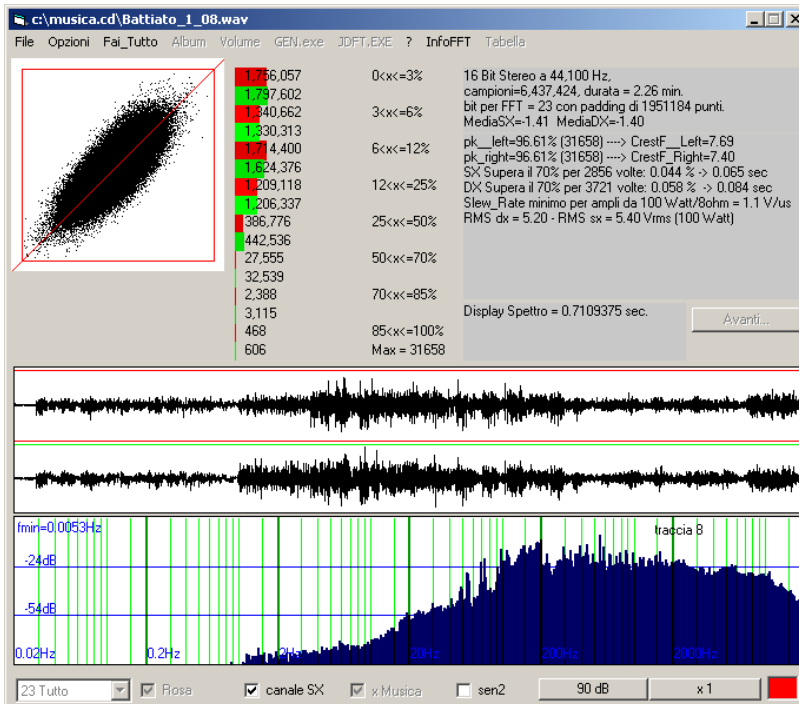 c:\musica.cd\Battiato_1_08.wav
File Opzioni Fai_Tutto Album Volume GEN.exe JDFT.EXE ? InfoFFT Tabella
1,756,057 0<x<=3%
1,797,602
1,340,662 3<x<=6%
1,330,313
1,714,400 6<x<=12%
1,624,376
1,209,118 12<x<=25%
1,206,337
386,776 25<x<=50%
442,536
27,555 50<x<=70%
32,539
2,388 70<x<=85%
3,115
468 85<x<=100%
606 Max = 31658
16 Bit Stereo a 44,100 Hz,
campioni=6,437,424, durata = 2.26 min.
bit per FFT = 23 con padding di 1951184 punti.
MediaSX=-1.41 MediaDX=-1.40
pk__left=96.61% (31658) ----> CrestF__Left=7.69
pk_right=96.61% (31658) ----> CrestF_Right=7.40
SX Supera il 70% per 2856 volte: 0.044 % -> 0.065 sec
DX Supera il 70% per 3721 volte: 0.058 % -> 0.084 sec
Slew_Rate minimo per ampli da 100 Watt/8ohm = 1.1 V/us
RMS dx = 5.20 - RMS sx = 5.40 Vrms (100 Watt)
Display Spettro = 0.7109375 sec.
Avanti...
fmin=0.0053Hz
traccia 8
-24dB
-54dB
0.02Hz 0.2Hz 2Hz 20Hz 200Hz 2000Hz
23 Tutto Rosa canale SX x Musica sen2 90 dB x 1